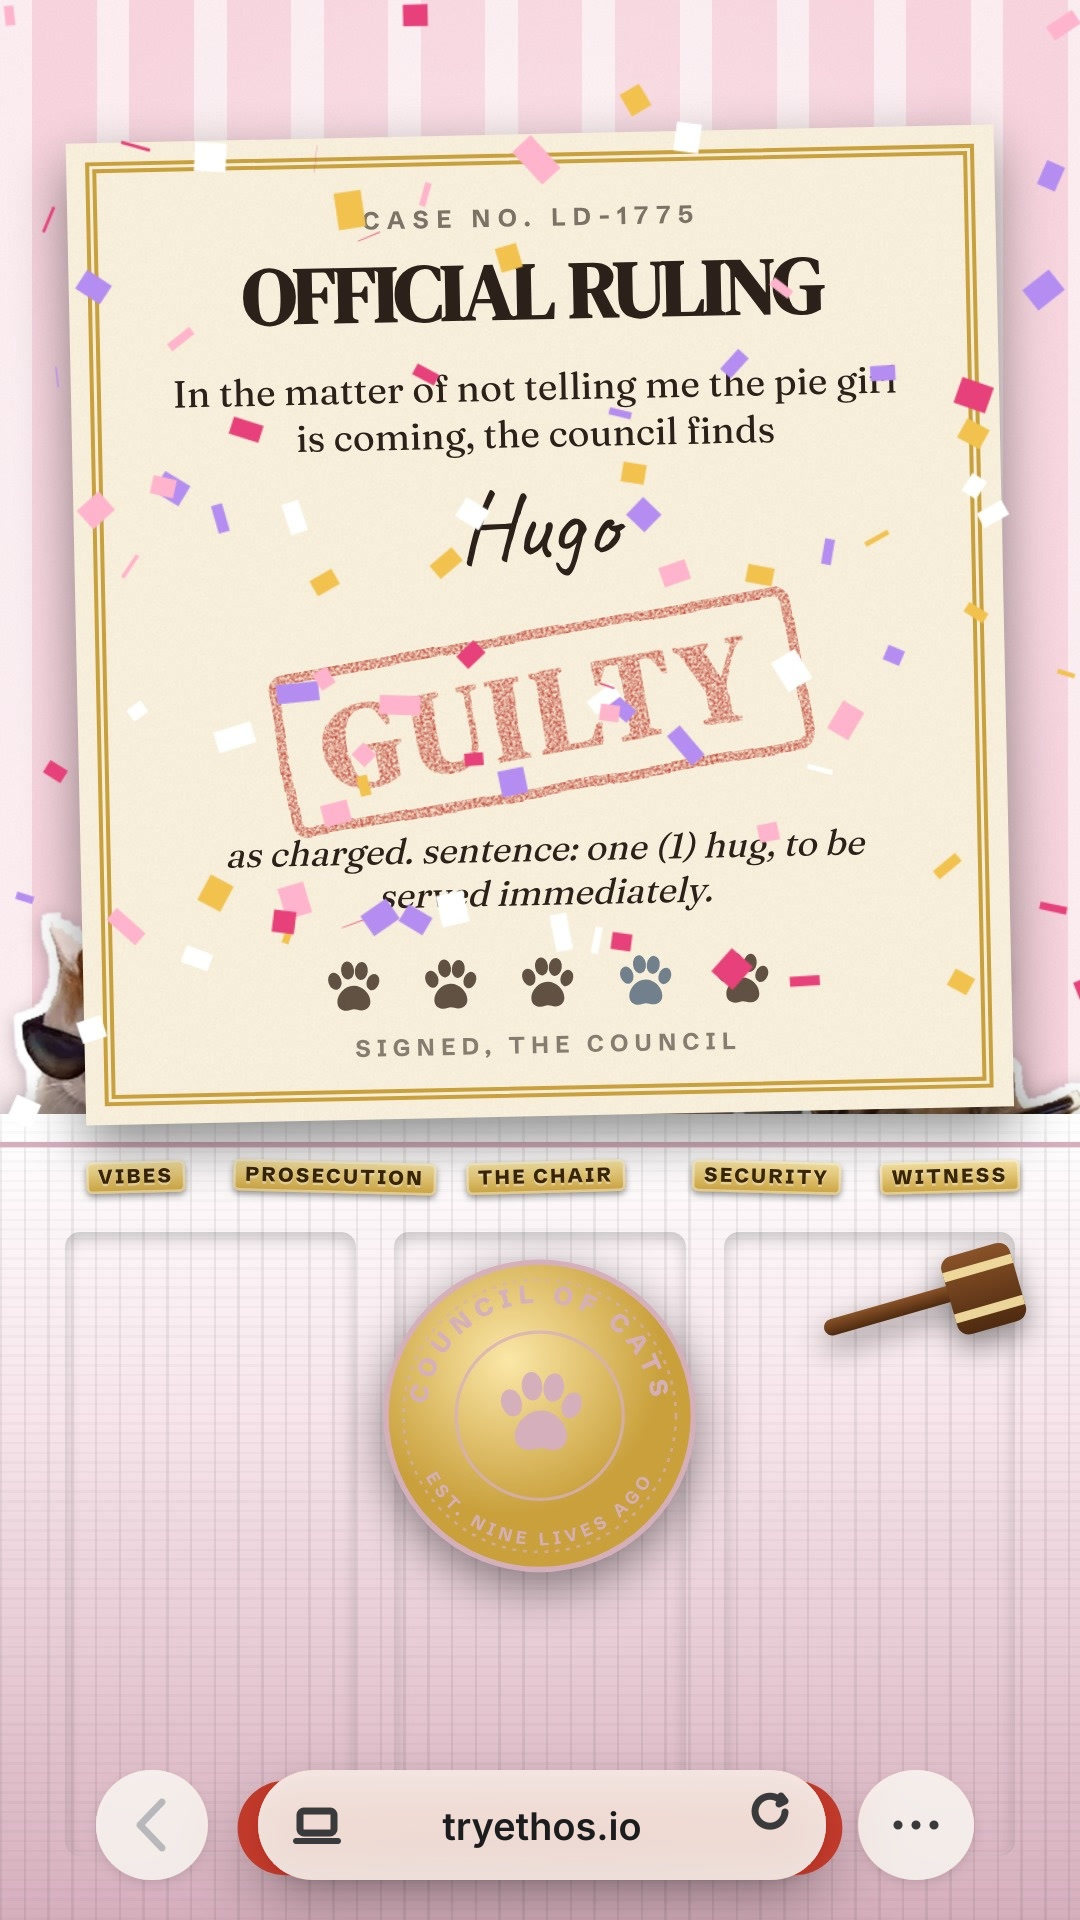 CASE NO. LD-1775
OFFICIAL RULING
In the matter of not telling me the pie girl
is coming, the council finds
Hugo
GUILTY
as charged. sentence: one (1) hug, to be
served immediately.
SIGNED, THE COUNCIL
VIBES
PROSECUTION
THE CHAIR
SECURITY
WITNESS
COUNCIL OF CATS
EST. NINE LIVES AGO
tryethos.io